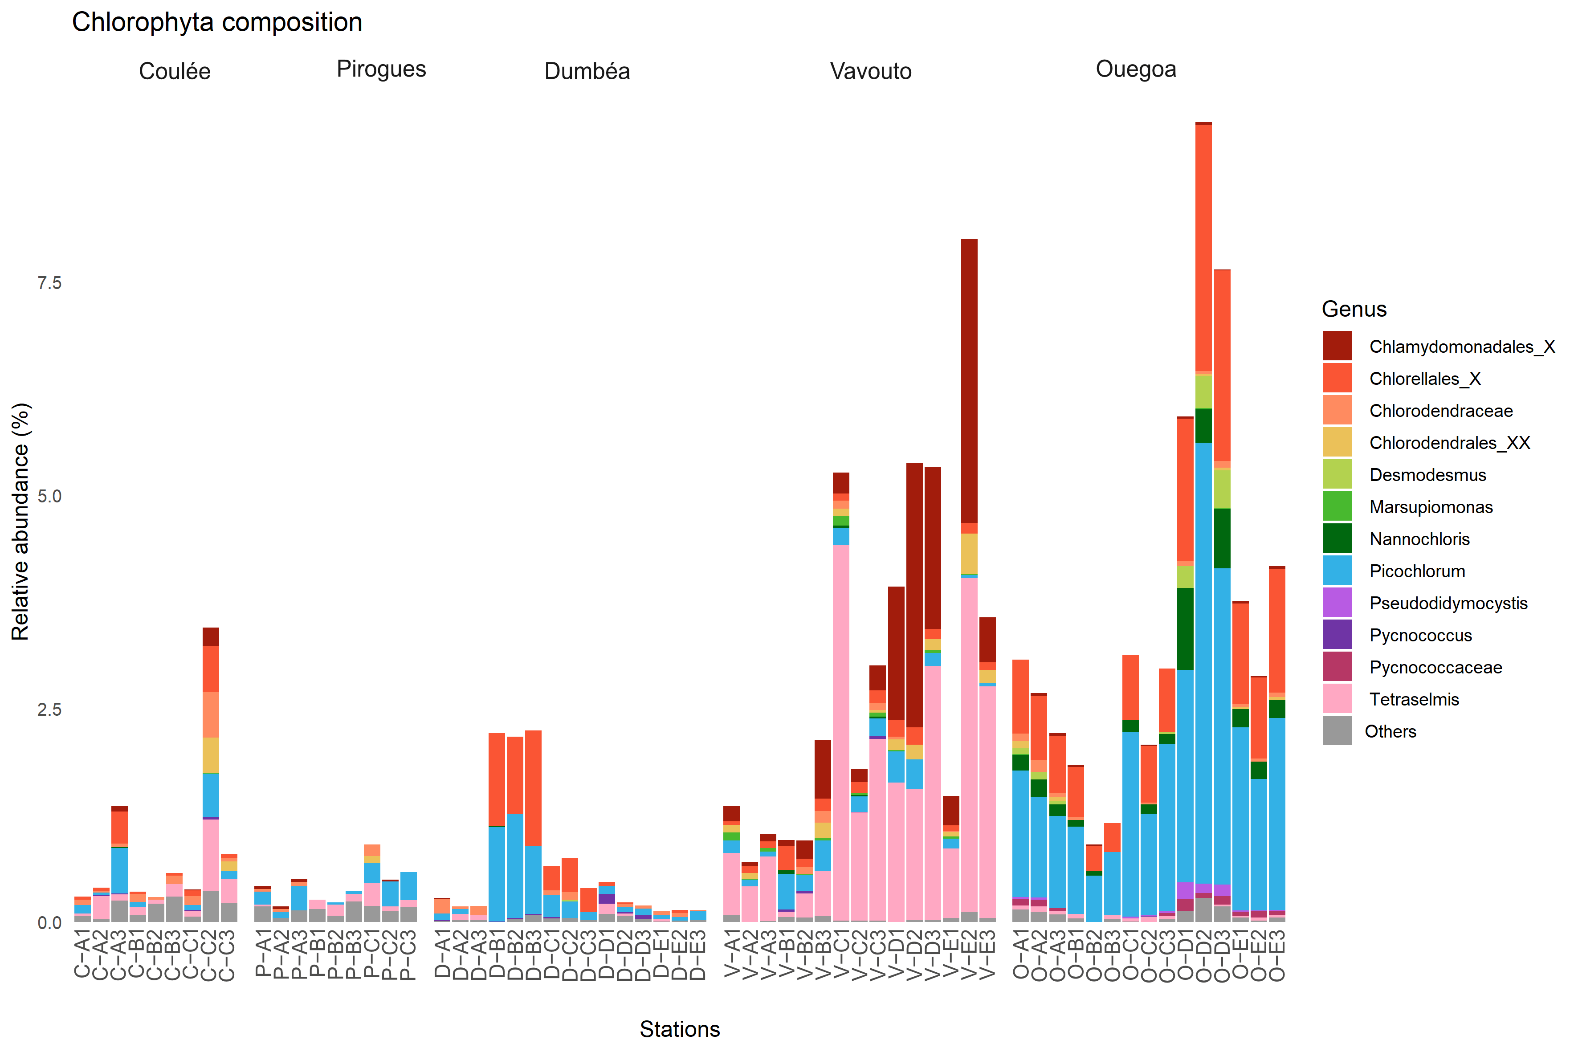 Chlorophyta composition
Coulée Pirogues Dumbéa Vavouto Ouegoa
Relative abundance (%)
7.5
5.0
2.5
0.0
C−A1 C−A2 C−A3 C−B1 C−B2 C−B3 C−C1 C−C2 C−C3 P−A1 P−A2 P−A3 P−B1 P−B2 P−B3 P−C1 P−C2 P−C3 D−A1 D−A2 D−A3 D−B1 D−B2 D−B3 D−C1 D−C2 D−C3 D−D1 D−D2 D−D3 D−E1 D−E2 D−E3 V−A1 V−A2 V−A3 V−B1 V−B2 V−B3 V−C1 V−C2 V−C3 V−D1 V−D2 V−D3 V−E1 V−E2 V−E3 O−A1 O−A2 O−A3 O−B1 O−B2 O−B3 O−C1 O−C2 O−C3 O−D1 O−D2 O−D3 O−E1 O−E2 O−E3
Stations
Genus
Chlamydomonadales_X
Chlorellales_X
Chlorodendraceae
Chlorodendrales_XX
Desmodesmus
Marsupiomonas
Nannochloris
Picochlorum
Pseudodidymocystis
Pycnococcus
Pycnococcaceae
Tetraselmis
Others